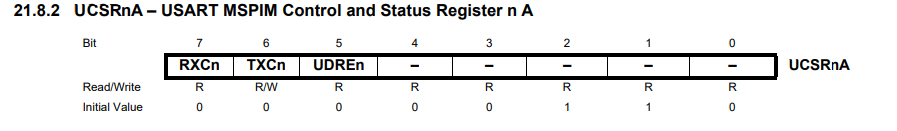 21.8.2 UCSRnA – USART MSPIM Control and Status Register n A
Bit 7 6 5 4 3 2 1 0
RXCn TXCn UDREn – – – – – UCSRnA
Read/Write R R/W R R R R R R
Initial Value 0 0 0 0 0 1 1 0